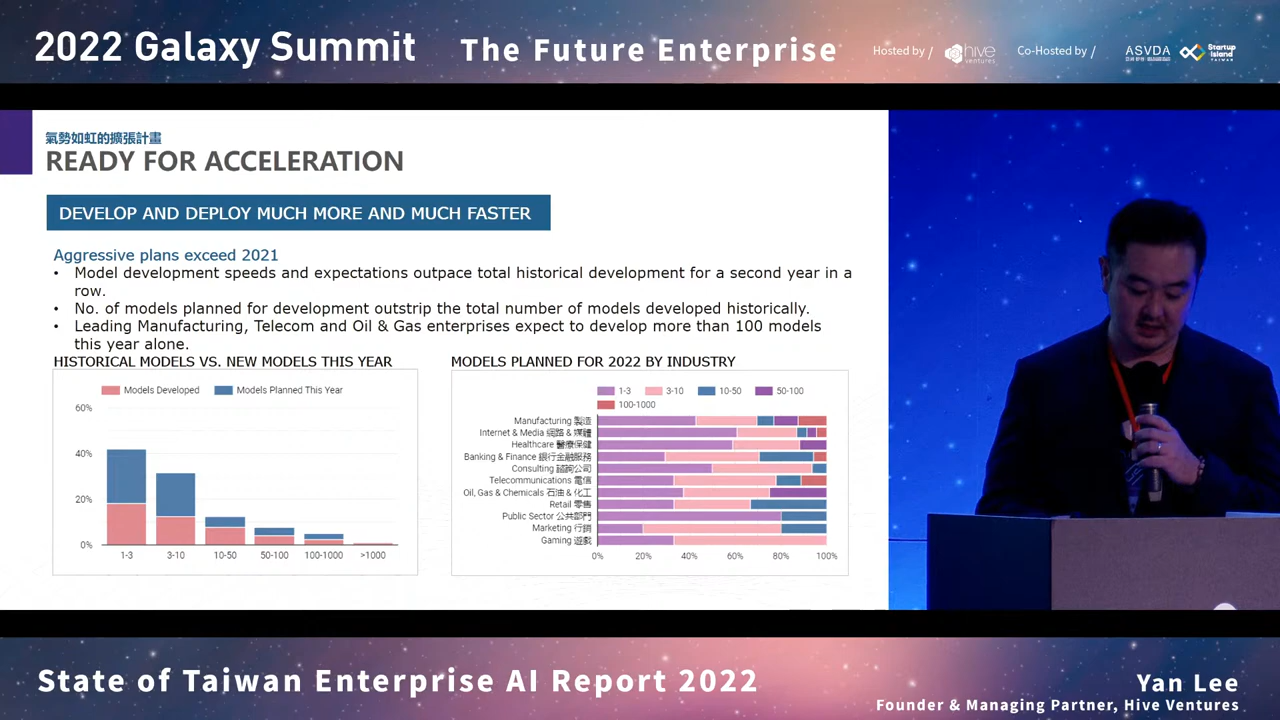 2022 Galaxy Summit
The Future Enterprise
Hosted by /
hive
ventures
Co-Hosted by /
ASVDA
Startup
Island
TAIWAN
氣勢如虹的擴張計畫
READY FOR ACCELERATION
DEVELOP AND DEPLOY MUCH MORE AND MUCH FASTER
Aggressive plans exceed 2021
• Model development speeds and expectations outpace total historical development for a second year in a
row.
• No. of models planned for development outstrip the total number of models developed historically.
• Leading Manufacturing, Telecom and Oil & Gas enterprises expect to develop more than 100 models
this year alone.
HISTORICAL MODELS VS. NEW MODELS THIS YEAR
Models Developed
Models Planned This Year
60%
40%
20%
0%
1-3
3-10
10-50
50-100
100-1000
>1000
MODELS PLANNED FOR 2022 BY INDUSTRY
1-3
3-10
10-50
50-100
100-1000
Manufacturing 製造
Internet & Media 網路 & 媒體
Healthcare 醫療保健
Banking & Finance 銀行金融服務
Consulting 諮詢公司
Telecommunications 電信
Oil, Gas & Chemicals 石油 & 化工
Retail 零售
Public Sector 公共部門
Marketing 行銷
Gaming 遊戲
0%
20%
40%
60%
80%
100%
State of Taiwan Enterprise AI Report 2022
Yan Lee
Founder & Managing Partner, Hive Ventures